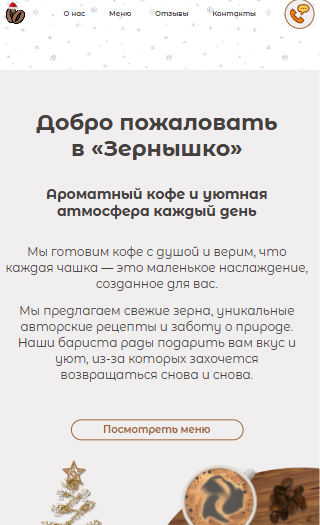 О нас Меню Отзывы Контакты
Добро пожаловать
в «Зернышко»
Ароматный кофе и уютная
атмосфера каждый день
Мы готовим кофе с душой и верим, что
каждая чашка — это маленькое наслаждение,
созданное для вас.
Мы предлагаем свежие зерна, уникальные
авторские рецепты и заботу о природе.
Наши бариста рады подарить вам вкус и
уют, из-за которых захочется
возвращаться снова и снова.
Посмотреть меню